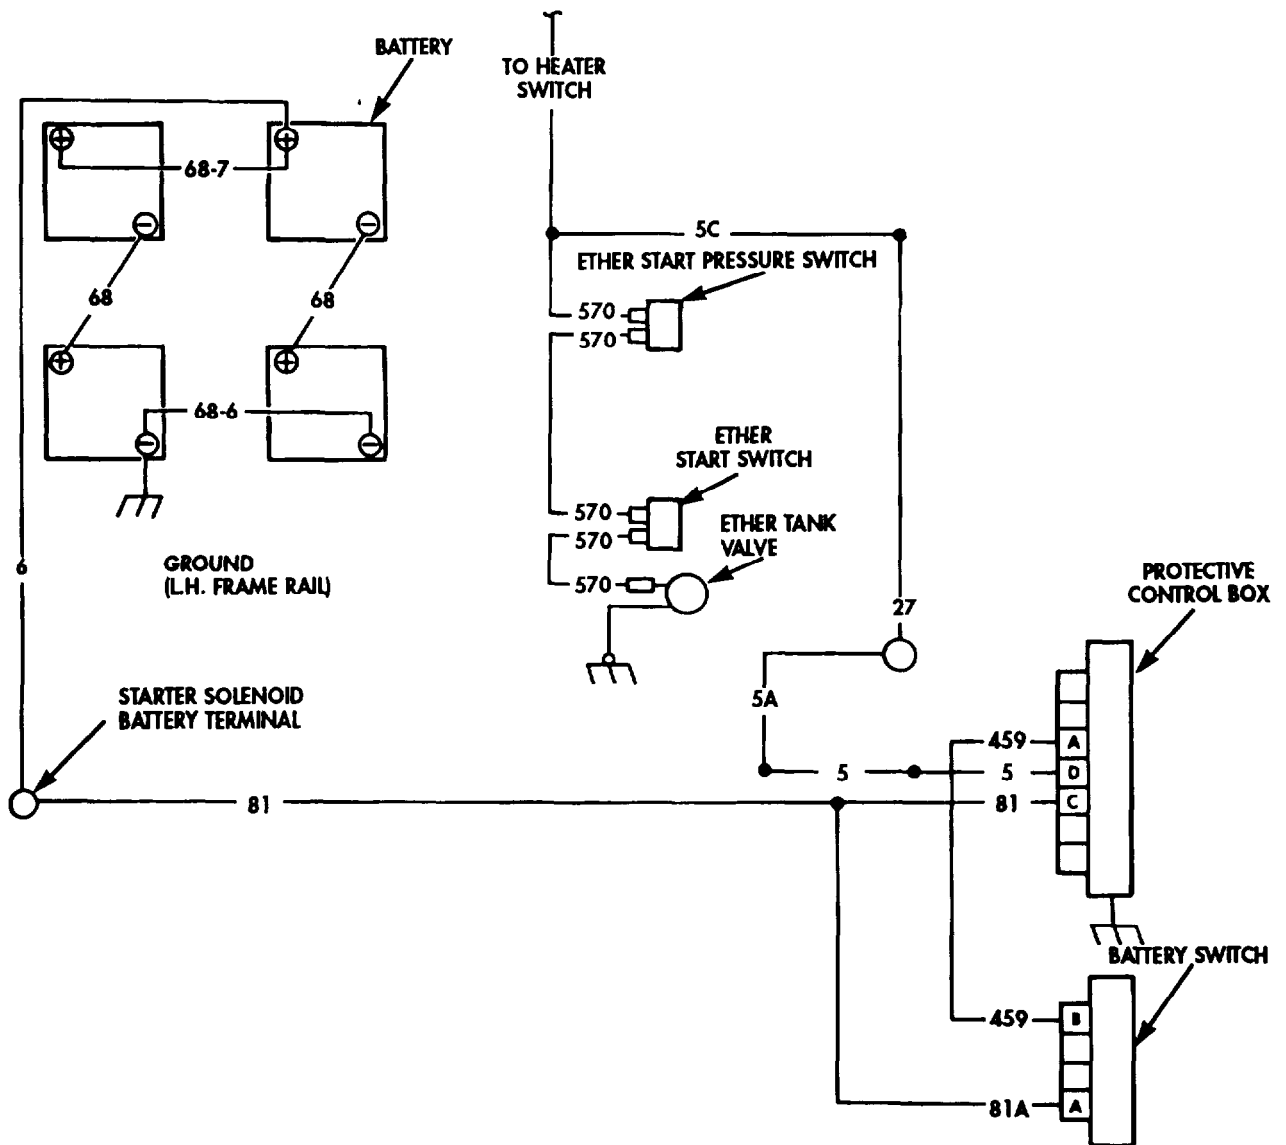 BATTERY
TO HEATER
SWITCH
68-7
5C
ETHER START PRESSURE SWITCH
68
68
570
570
68-6
ETHER
START SWITCH
570
570
ETHER TANK
VALVE
570
6
GROUND
(L.H. FRAME RAIL)
27
PROTECTIVE
CONTROL BOX
STARTER SOLENOID
BATTERY TERMINAL
5A
459
A
5
5
D
81
81
C
BATTERY SWITCH
459
B
81A
A